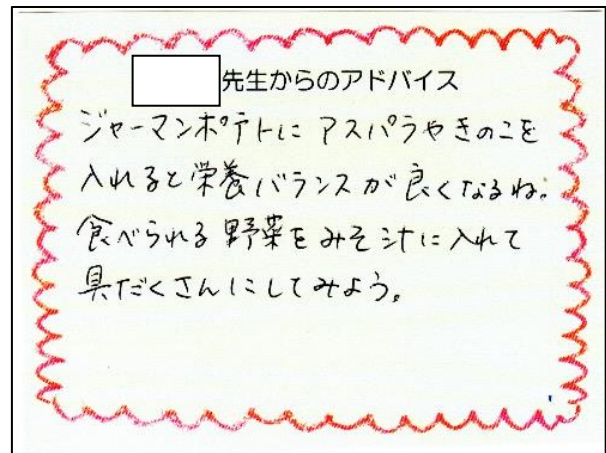 先生からのアドバイス
ジャーマンポテトにアスパラやきのこを
入れると栄養バランスが良くなるね。
食べられる野菜をみそ汁に入れて
具だくさんにしてみよう。